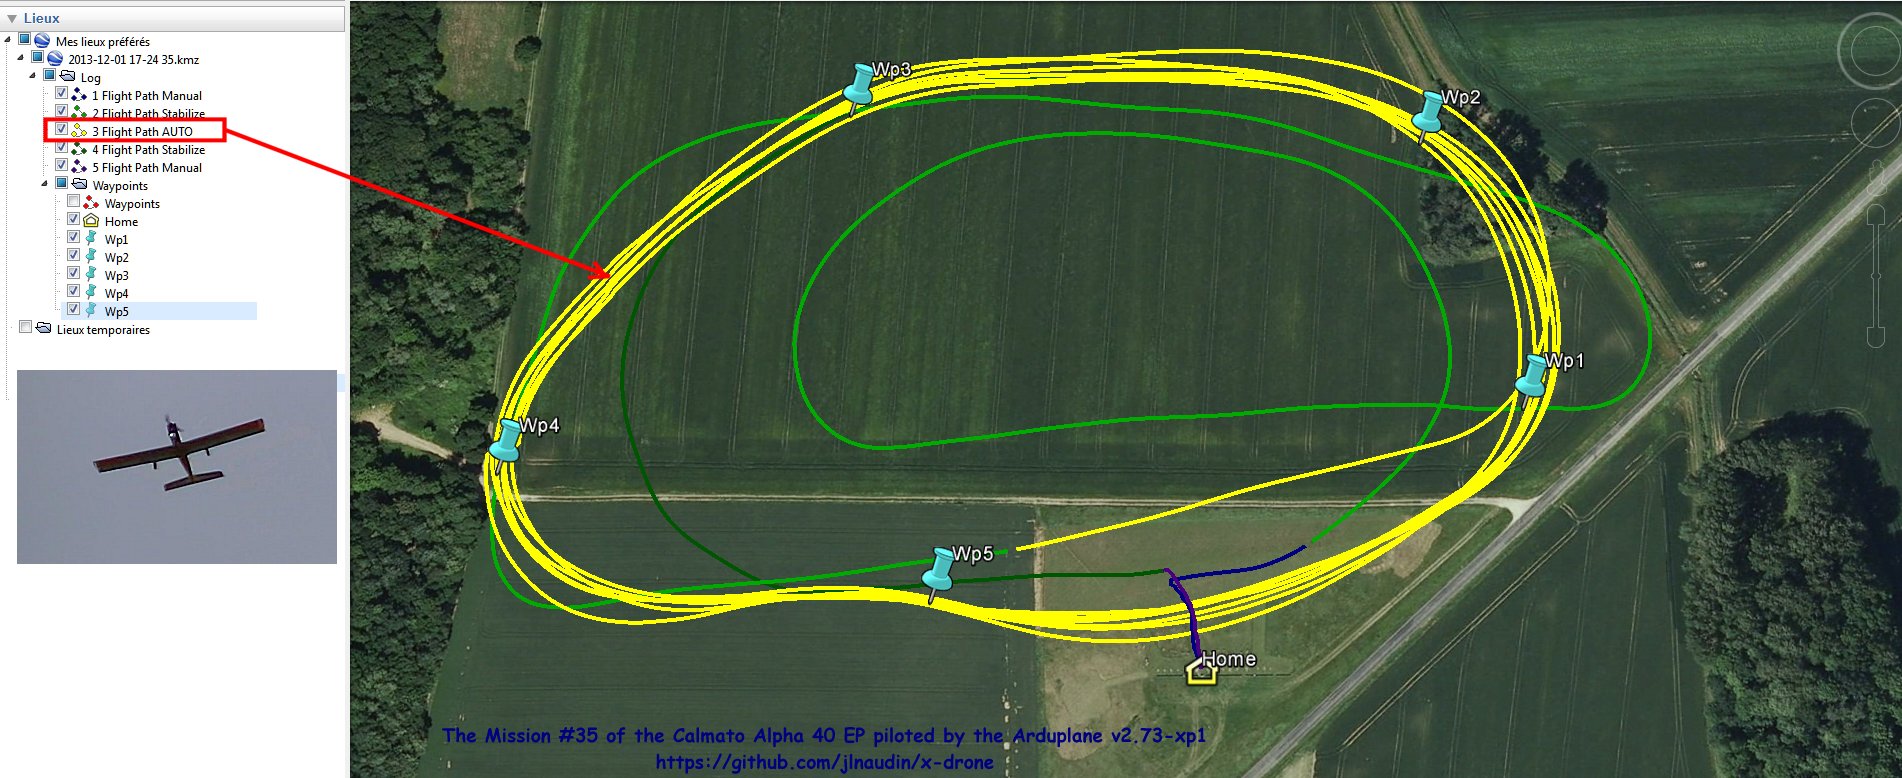 Lieux
Mes lieux préférés
2013-12-01 17-24 35.kmz
Log
1 Flight Path Manual
2 Flight Path Stabilize
3 Flight Path AUTO
4 Flight Path Stabilize
5 Flight Path Manual
Waypoints
Waypoints
Home
Wp1
Wp2
Wp3
Wp4
Wp5
Lieux temporaires
Wp3
Wp2
Wp1
Wp4
Wp5
Home
The Mission #35 of the Calmato Alpha 40 EP piloted by the Arduplane v2.73-xp1
https://github.com/jlnaudin/x-drone